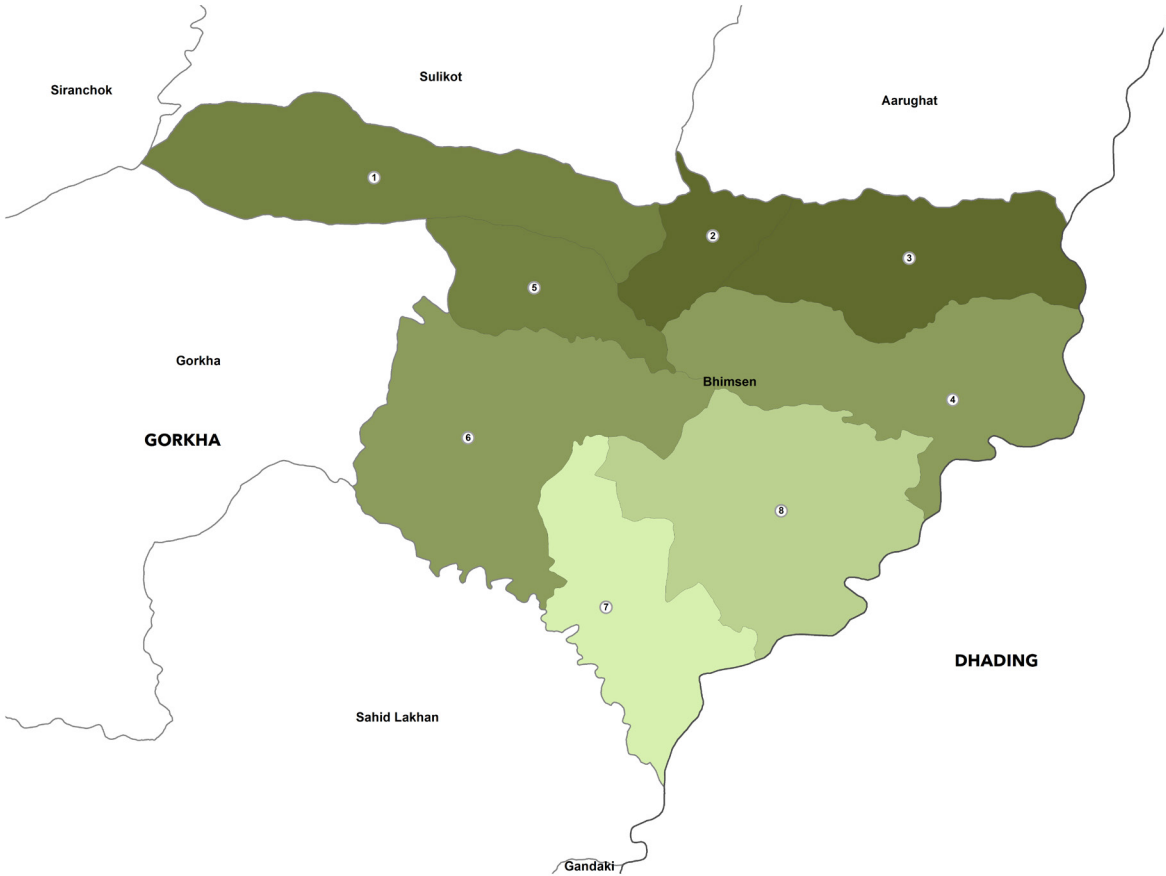 Sulikot
Siranchok
Aarughat
1
2
3
5
Gorkha
Bhimsen
4
GORKHA
6
8
7
DHADING
Sahid Lakhan
Gandaki